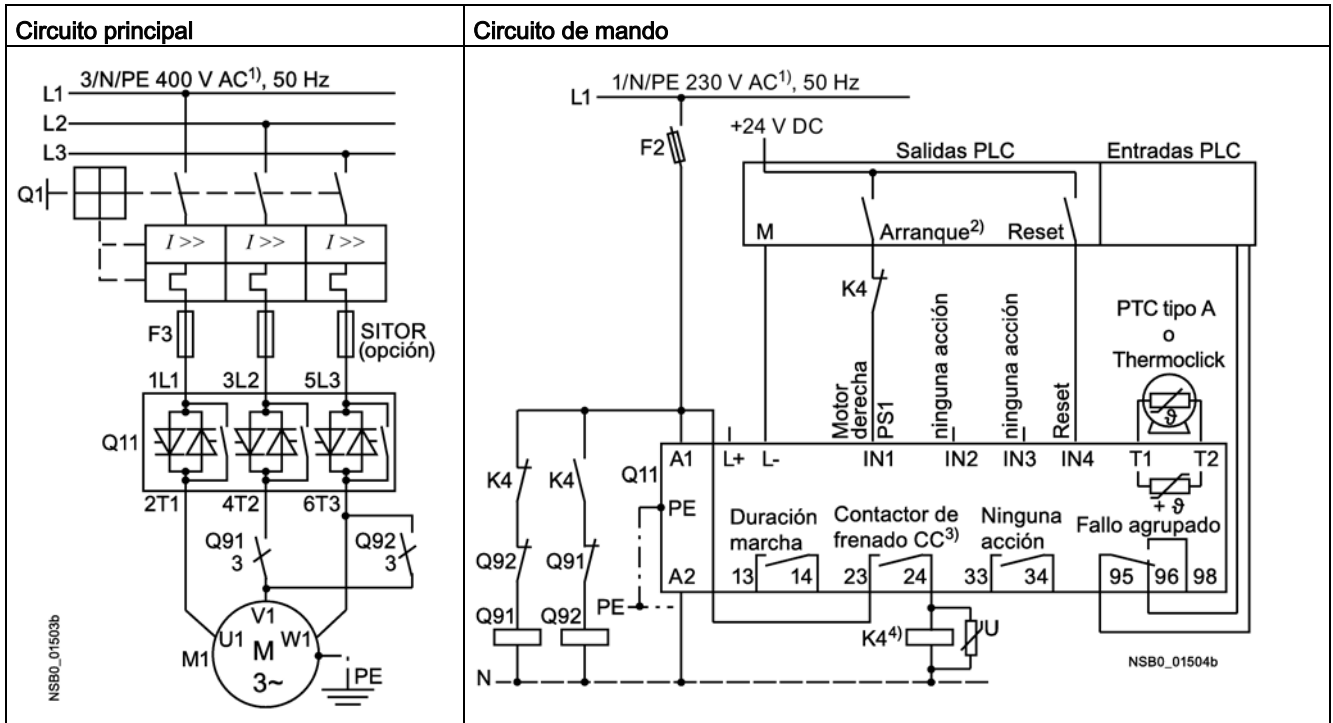 Circuito principal
Circuito de mando
3/N/PE 400 V AC1), 50 Hz
L1
L2
L3
Q1
I >>
I >>
I >>
F3
SITOR
(opción)
1L1
3L2
5L3
Q11
2T1
4T2
6T3
Q91
3
Q92
3
V1
U1
W1
M
3~
M1
PE
NSB0_01503b
1/N/PE 230 V AC1), 50 Hz
L1
+24 V DC
F2
Salidas PLC
Entradas PLC
M
Arranque2)
Reset
K4
PTC tipo A
o
Thermoclick
ϑ
Motor
derecha
PS1
ninguna acción
ninguna acción
Reset
Q11
A1
L+
L-
IN1
IN2
IN3
IN4
T1
T2
+ ϑ
K4
K4
PE
Duración
marcha
Contactor de
frenado CC3)
Ninguna
acción
Fallo agrupado
Q92
Q91
A2
13
14
23
24
33
34
95
96
98
PE
Q91
Q92
K44)
U
N
NSB0_01504b